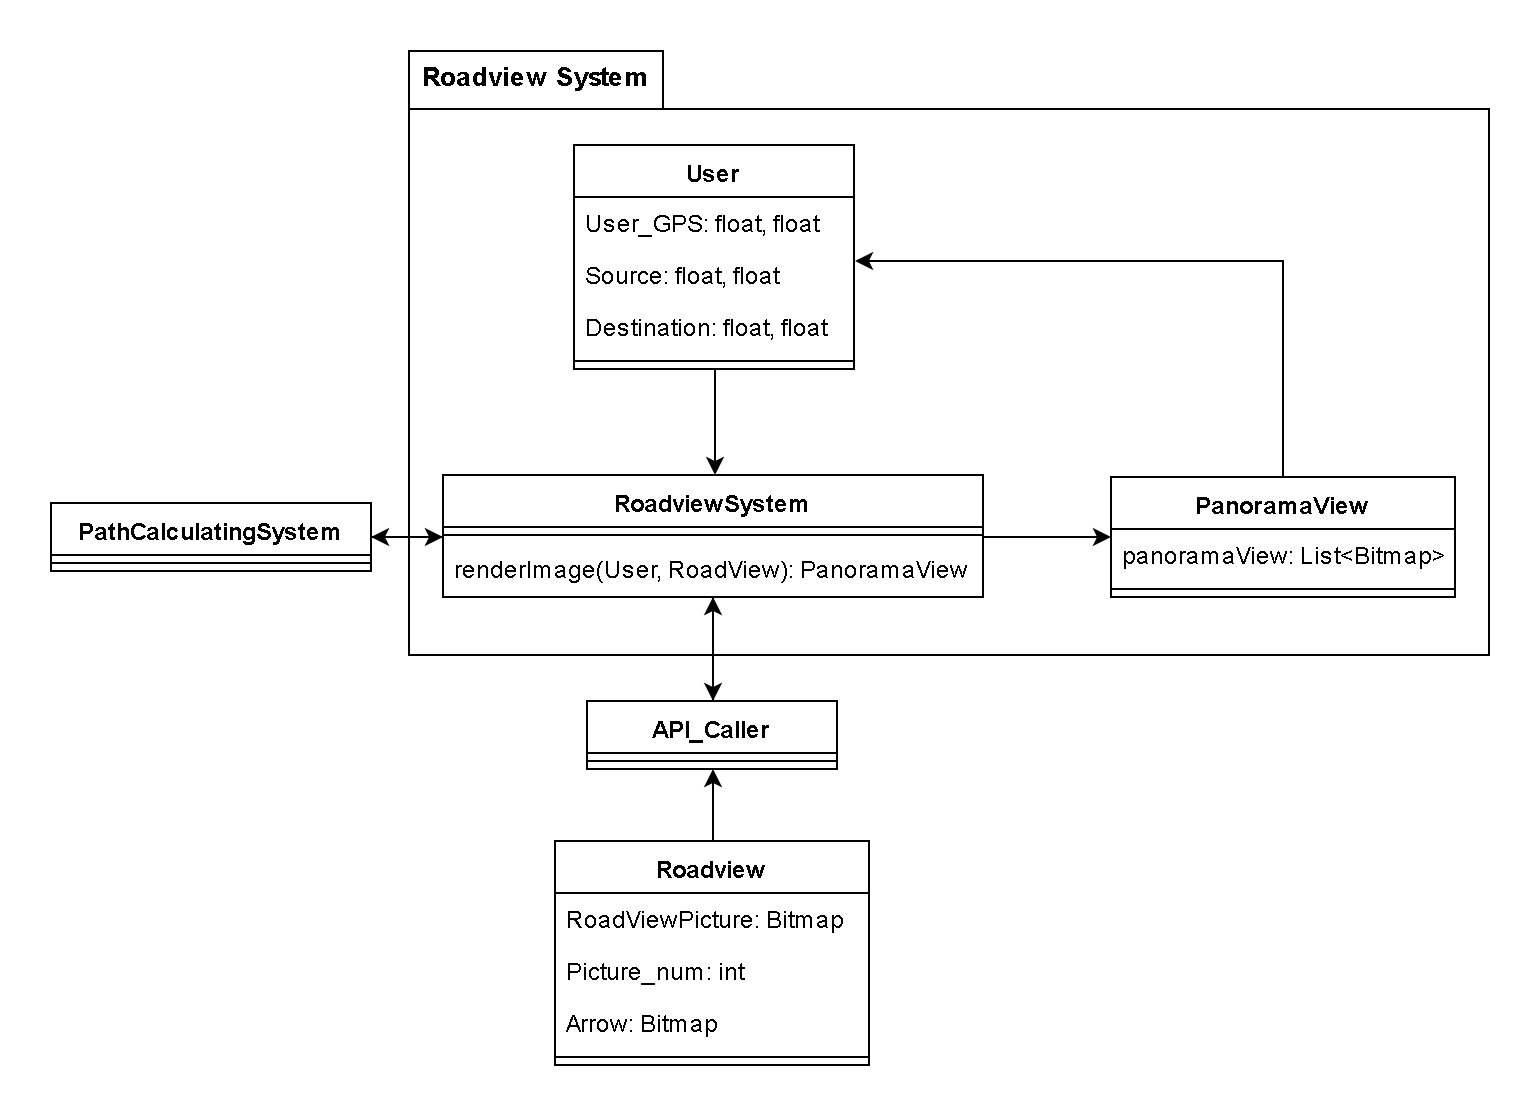 Roadview System
User
User_GPS: float, float
Source: float, float
Destination: float, float
PathCalculatingSystem
RoadviewSystem
renderImage(User, RoadView): PanoramaView
PanoramaView
panoramaView: List<Bitmap>
API_Caller
Roadview
RoadViewPicture: Bitmap
Picture_num: int
Arrow: Bitmap